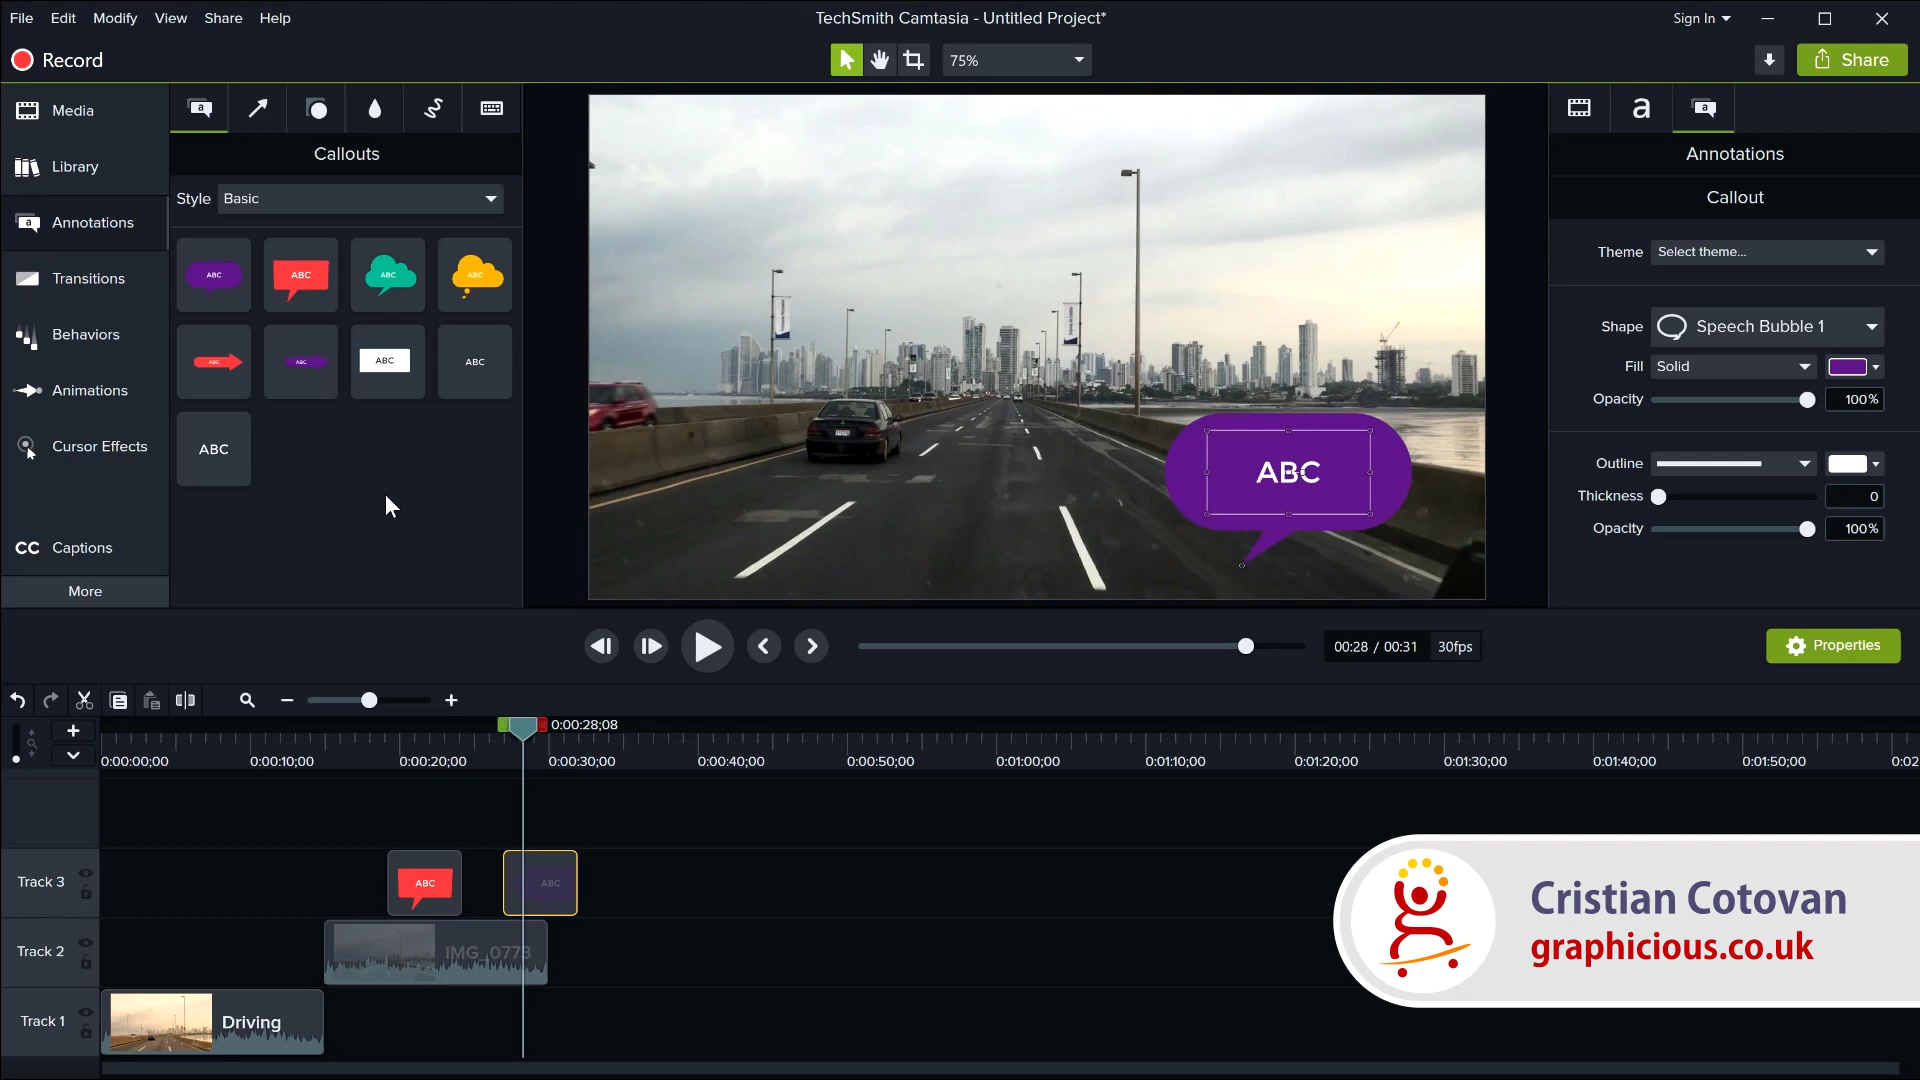 File Edit Modify View Share Help
TechSmith Camtasia - Untitled Project*
Sign In
Record
75%
Share
Media
Library
Annotations
Transitions
Behaviors
Animations
Cursor Effects
CC Captions
More
a
Callouts
Style Basic
ABC ABC ABC ABC
ABC ABC ABC ABC
ABC
ABC
a a
Annotations
Callout
Theme Select theme...
Shape Speech Bubble 1
Fill Solid
Opacity 100%
Outline
Thickness 0
Opacity 100%
00:28 / 00:31 30fps
Properties
0:00:28;08
0:00:00;00 0:00:10;00 0:00:20;00 0:00:30;00 0:00:40;00 0:00:50;00 0:01:00;00 0:01:10;00 0:01:20;00 0:01:30;00 0:01:40;00 0:01:50;00 0:02
Track 3 ABC ABC
Track 2 IMG_0773
Track 1 Driving
Cristian Cotovan
graphicious.co.uk